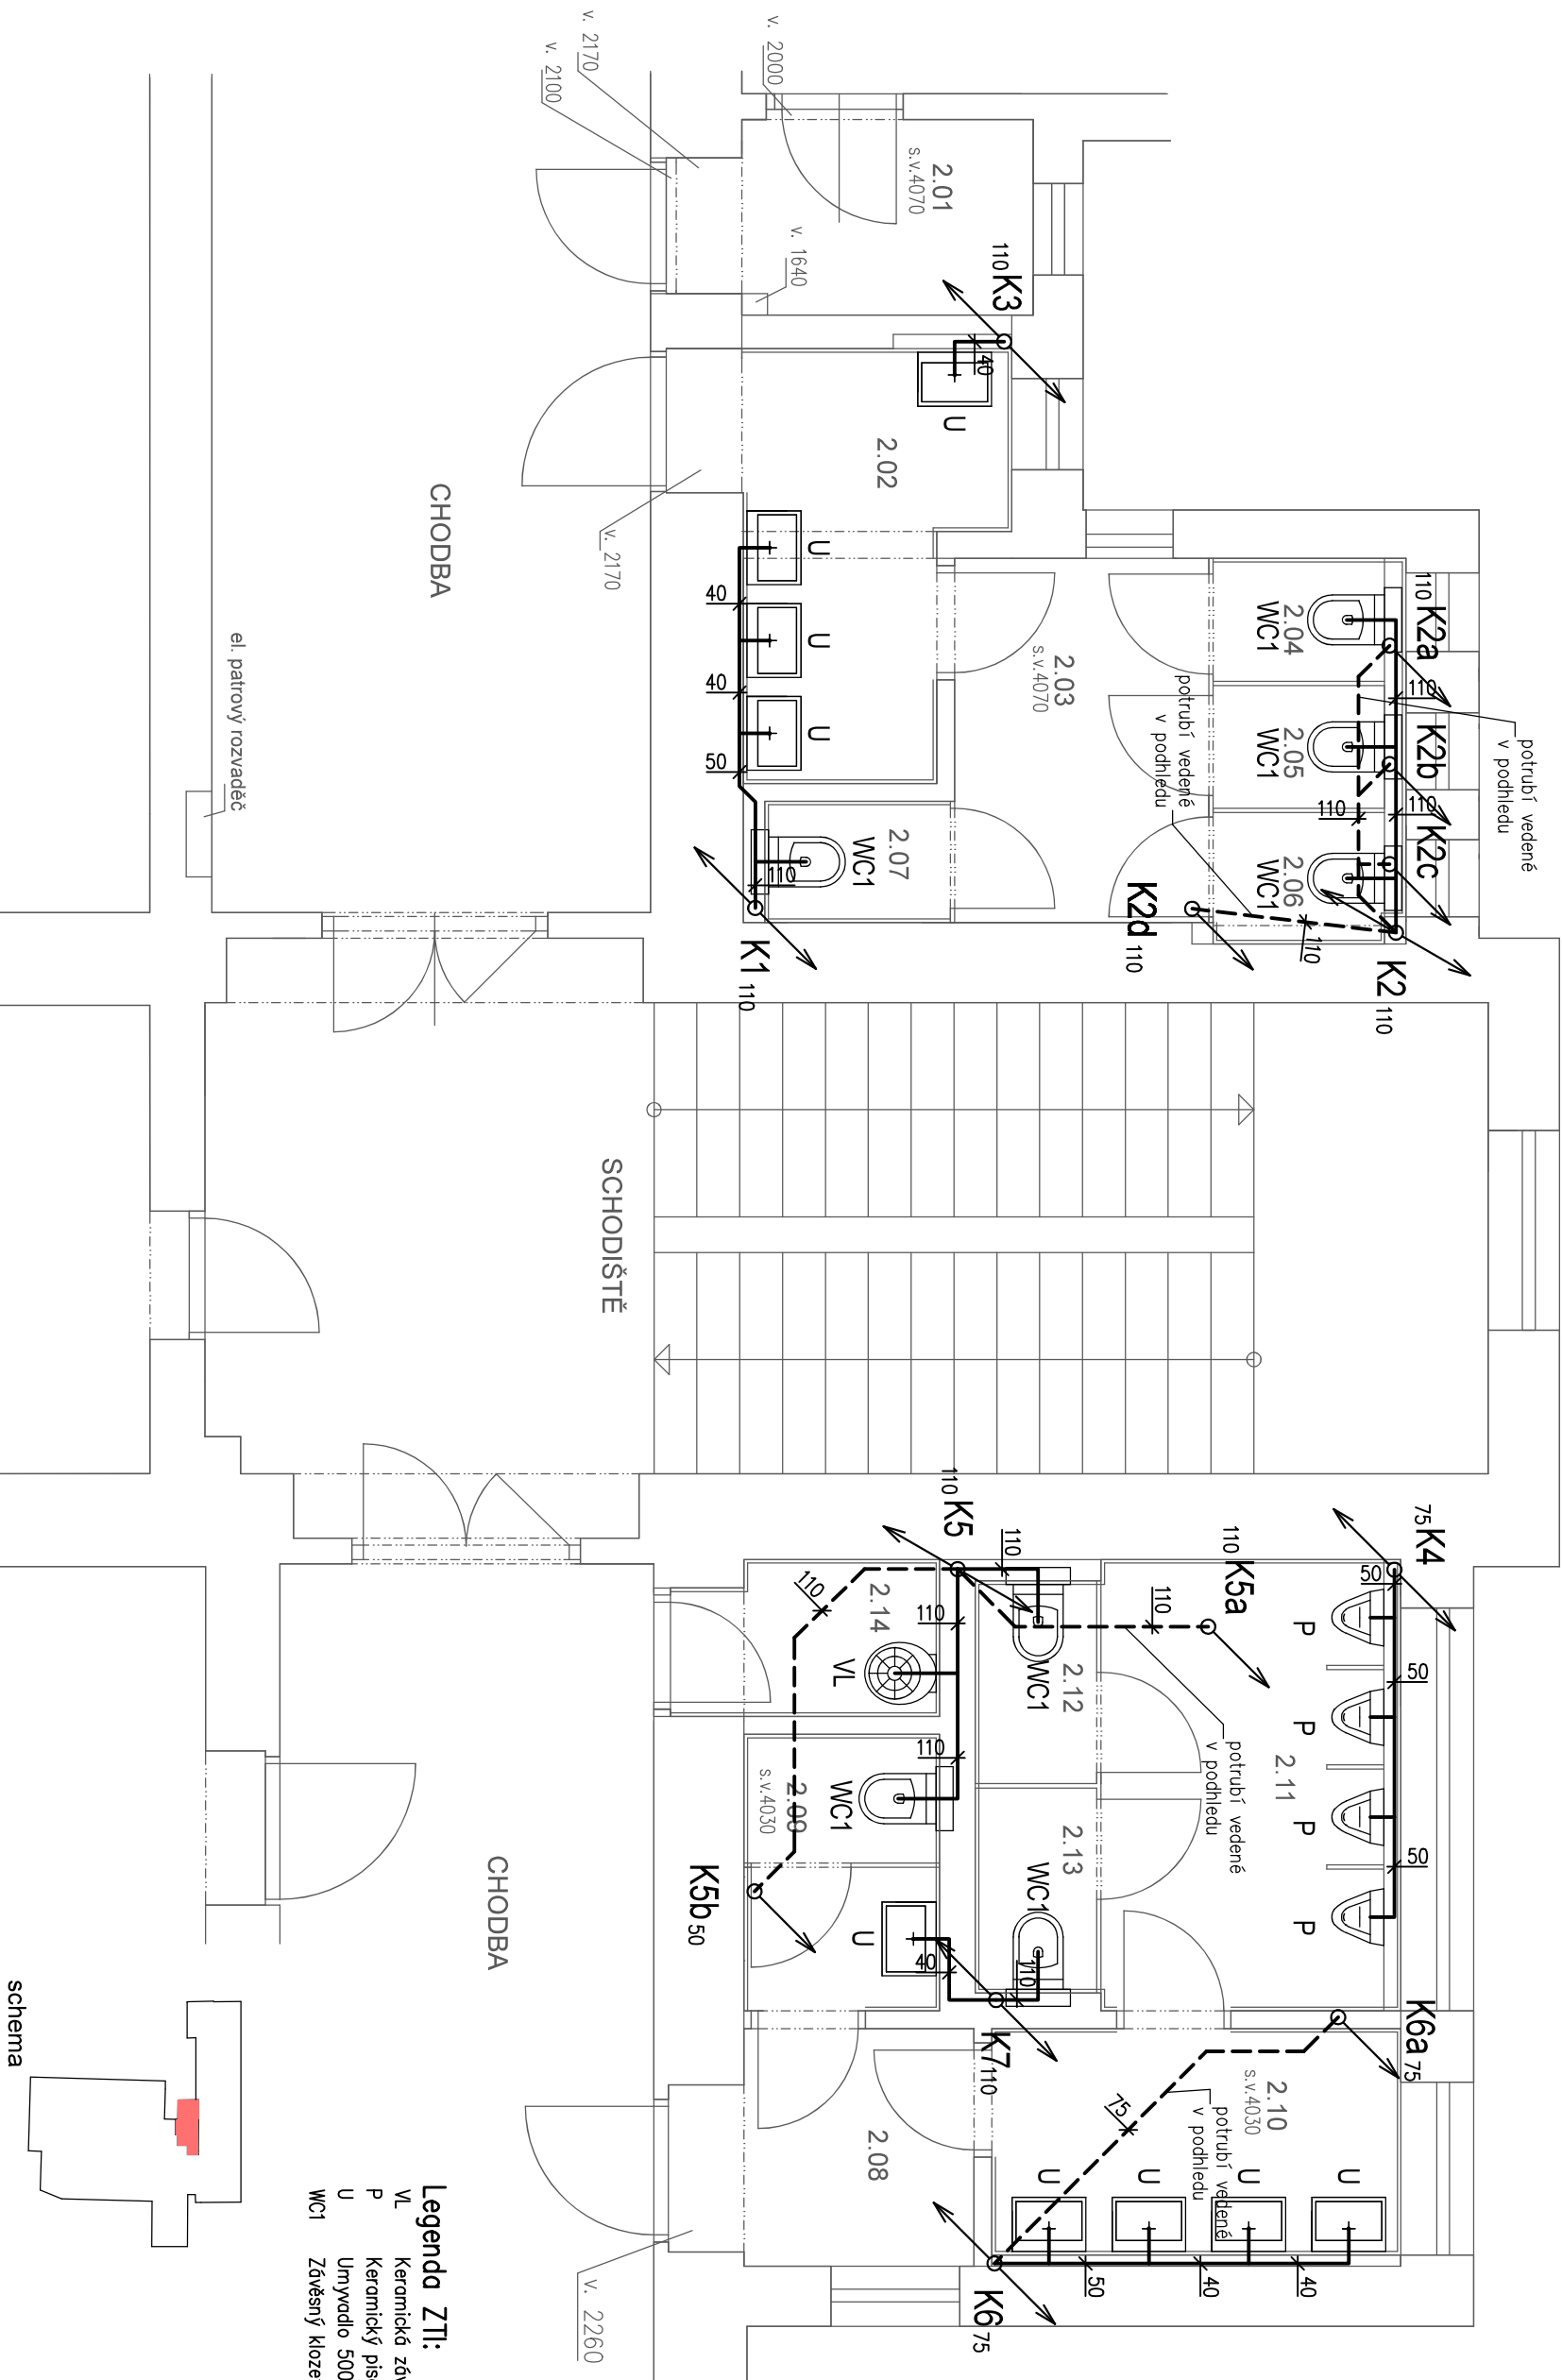 v. 2170
v. 2100
v. 2000
2.01
s.v.4070
v. 1640
110 K3
40
U
2.02
v. 2170
U
U
U
40
40
50
2.03
s.v.4070
110 K2a
2.04
WC1
110
K2b
2.05
WC1
110
110
K2c
2.06
WC1
potrubí vedené
v podhledu
potrubí vedené
v podhledu
2.07
WC1
110
K1 110
K2d 110
110
K2 110
CHODBA
el. patrový rozvaděč
SCHODIŠTĚ
110 K5
110
110 K5a
110
75 K4
50
P
50
P
P
50
P
2.11
potrubí vedené
v podhledu
2.12
WC1
2.13
WC1
2.14
VL
110
110
110
2.09
s.v.4030
WC1
K5b 50
U
40
110
K7 110
K6a 75
2.10
s.v.4030
potrubí vedené
v podhledu
75
2.08
U
U
U
U
50
40
40
K6 75
v. 2260
CHODBA
schema
Legenda ZTI:
VL Keramická
P Keramický
U Umyvadlo 500
WC1 Závěsný